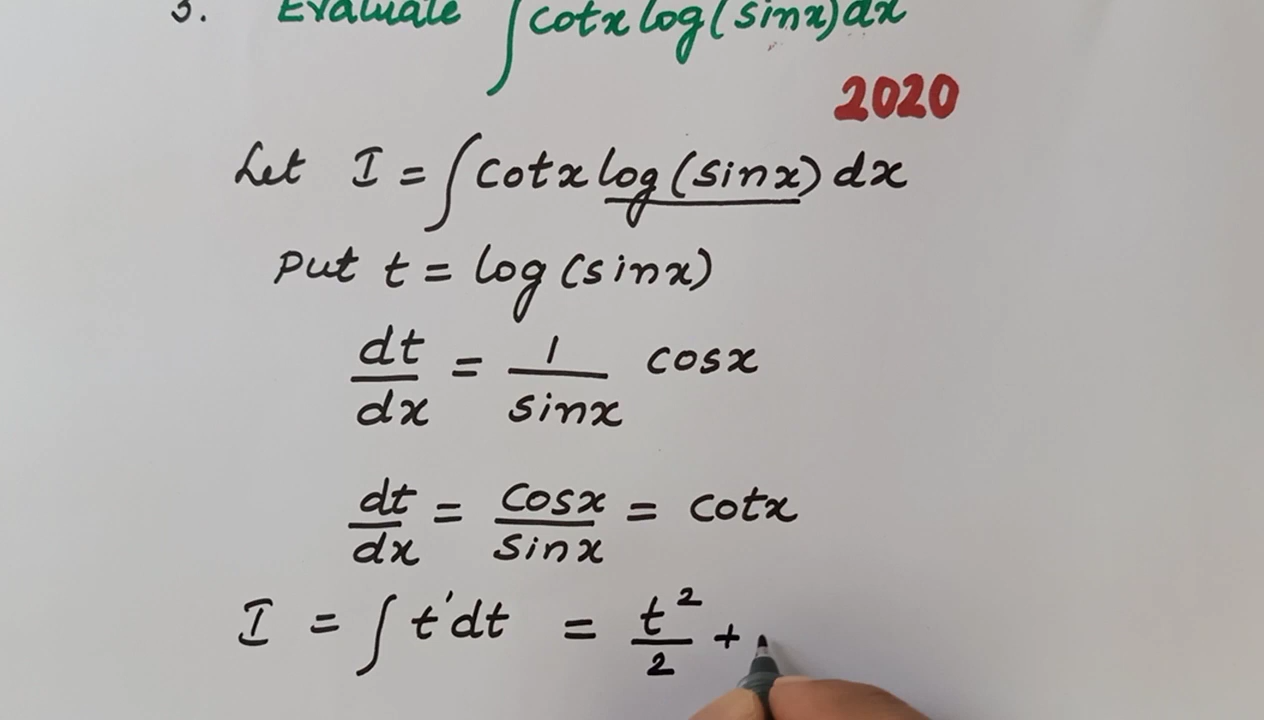 3. Evaluate ∫cotx log(sinx)dx
2020
Let I = ∫cotx log(sinx) dx
Put t = log(sinx)
dt/dx = 1/sinx cosx
dt/dx = cosx/sinx = cotx
I = ∫t'dt = t²/2 +